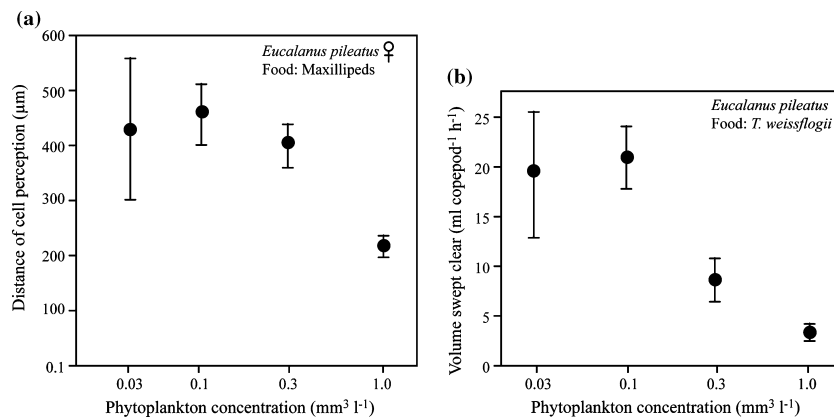 (a)
Eucalanus pileatus ♀
Food: Maxillipeds
Distance of cell perception (µm)
600
500
400
300
200
100
0.1
0.03 0.1 0.3 1.0
Phytoplankton concentration (mm³ l⁻¹)
(b)
Eucalanus pileatus
Food: T. weissflogii
Volume swept clear (ml copepod⁻¹ h⁻¹)
25
20
15
10
5
0
0.03 0.1 0.3 1.0
Phytoplankton concentration (mm³ l⁻¹)